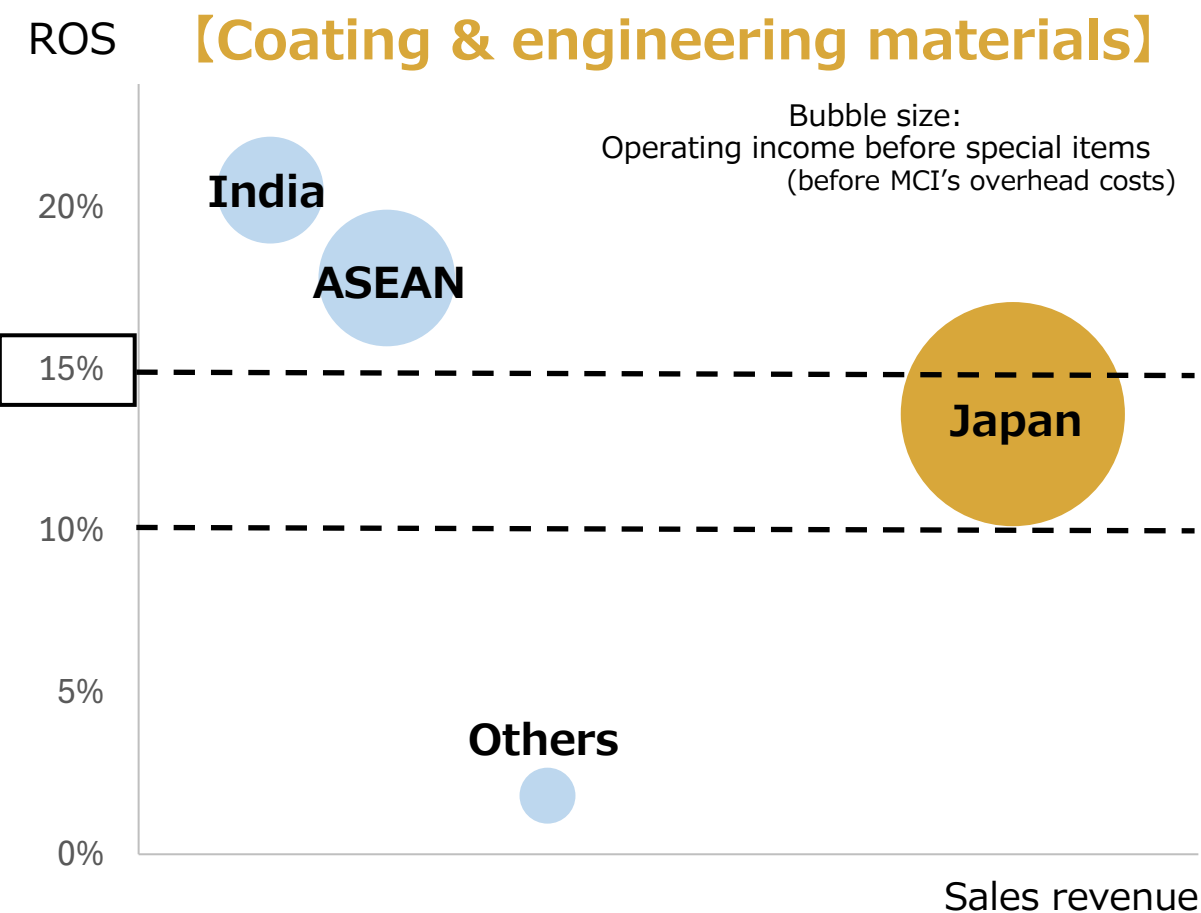 ROS
【Coating & engineering materials】
Bubble size:
Operating income before special items
(before MCI’s overhead costs)
India
20%
ASEAN
15%
Japan
10%
5%
Others
0%
Sales revenue